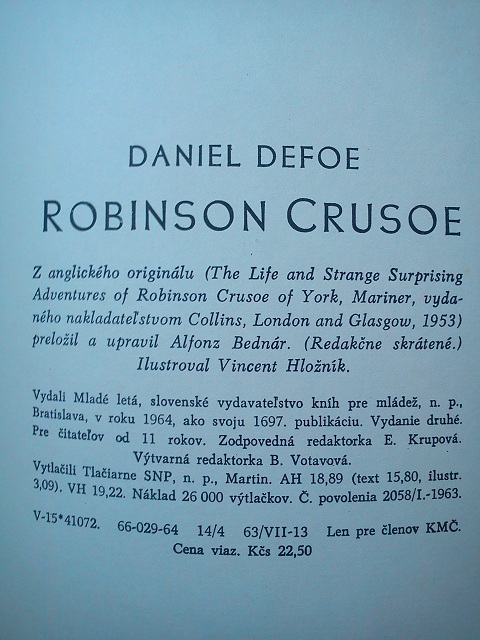 DANIEL DEFOE
ROBINSON CRUSOE
Z anglického originálu (The Life and Strange Surprising
Adventures of Robinson Crusoe of York, Mariner, vyda-
ného nakladateľstvom Collins, London and Glasgow, 1953)
preložil a upravil Alfonz Bednár. (Redakčne skrátené.)
Ilustroval Vincent Hložník.
Vydali Mladé letá, slovenské vydavateľstvo kníh pre mládež, n. p.,
Bratislava, v roku 1964, ako svoju 1697. publikáciu. Vydanie druhé.
Pre čitateľov od 11 rokov. Zodpovedná redaktorka E. Krupová.
Výtvarná redaktorka B. Votavová.
Vytlačili Tlačiarne SNP, n. p., Martin. AH 18,89 (text 15,80, ilustr.
3,09). VH 19,22. Náklad 26 000 výtlačkov. Č. povolenia 2058/I.-1963.
V-15*41072. 66-029-64 14/4 63/VII-13 Len pre členov KMČ.
Cena viaz. Kčs 22,50